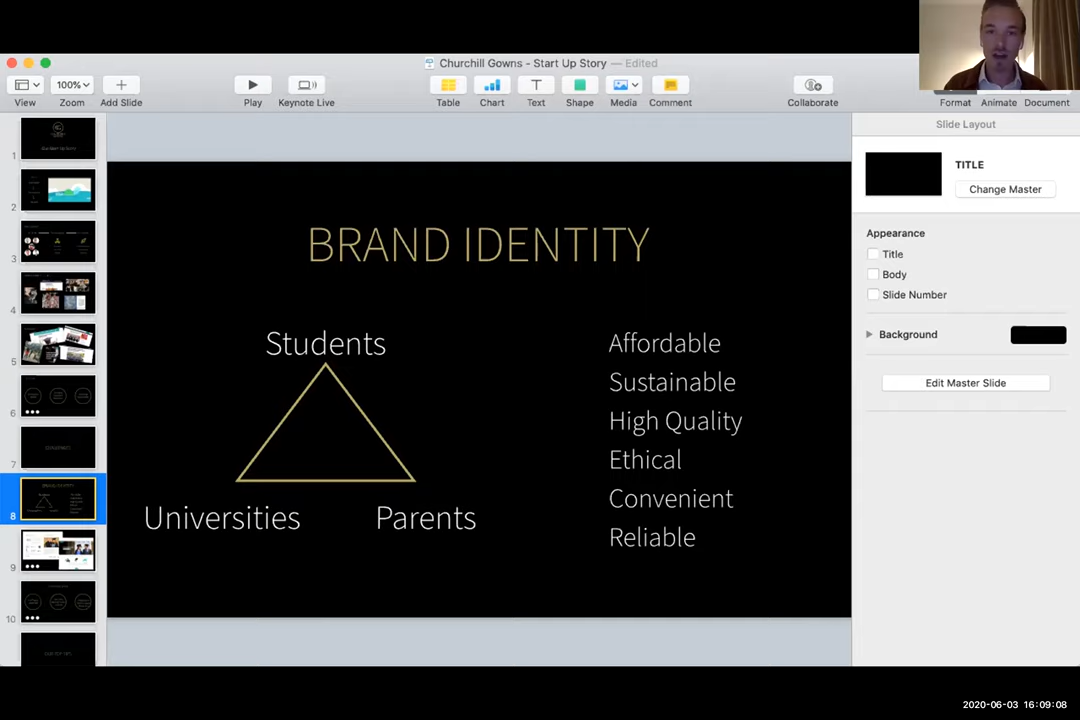 Churchill Gowns - Start Up Story — Edited
100%
View
Zoom
Add Slide
Play
Keynote Live
Table
Chart
Text
Shape
Media
Comment
Collaborate
Format
Animate
Document
Slide Layout
TITLE
Change Master
Appearance
Title
Body
Slide Number
Background
Edit Master Slide
1
2
3
4
5
6
7
8
9
10
BRAND IDENTITY
Students
Universities
Parents
Affordable
Sustainable
High Quality
Ethical
Convenient
Reliable
2020-06-03 16:09:08